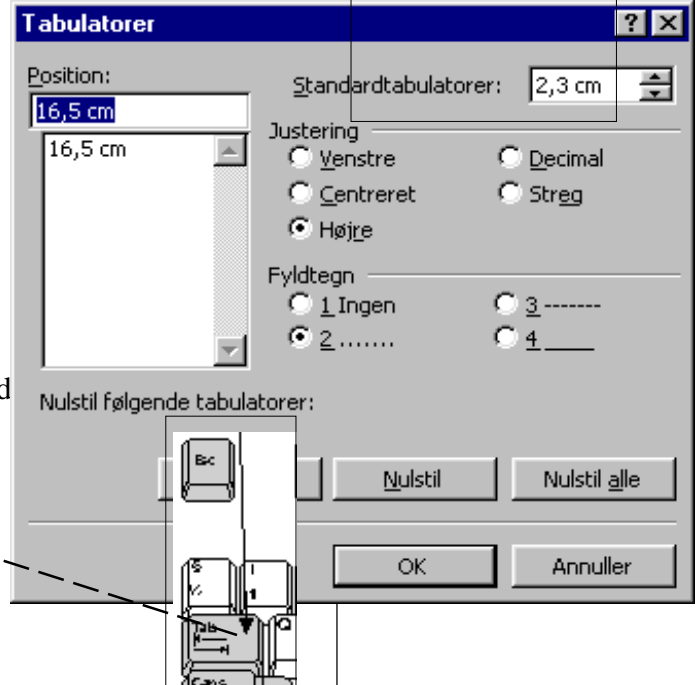 Tabulatorer
Position:
Standardtabulatorer: 2,3 cm
16,5 cm
16,5 cm
Justering
Venstre
Decimal
Centreret
Streg
Højre
Fyldtegn
1 Ingen
3 -------
2 .......
4 ____
d
Nulstil følgende tabulatorer:
Esc
Nulstil
Nulstil alle
OK
Annuller
Tab
Q